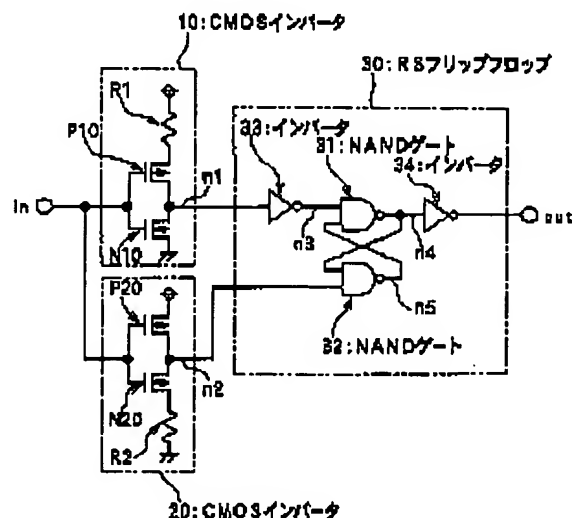 10:CMOSインバータ
30:RSフリップフロップ
R1
33:インバータ
31:NANDゲート
34:インバータ
P10
in
n1
n3
n4
out
N10
P20
n5
32:NANDゲート
n2
N20
R2
20:CMOSインバータ